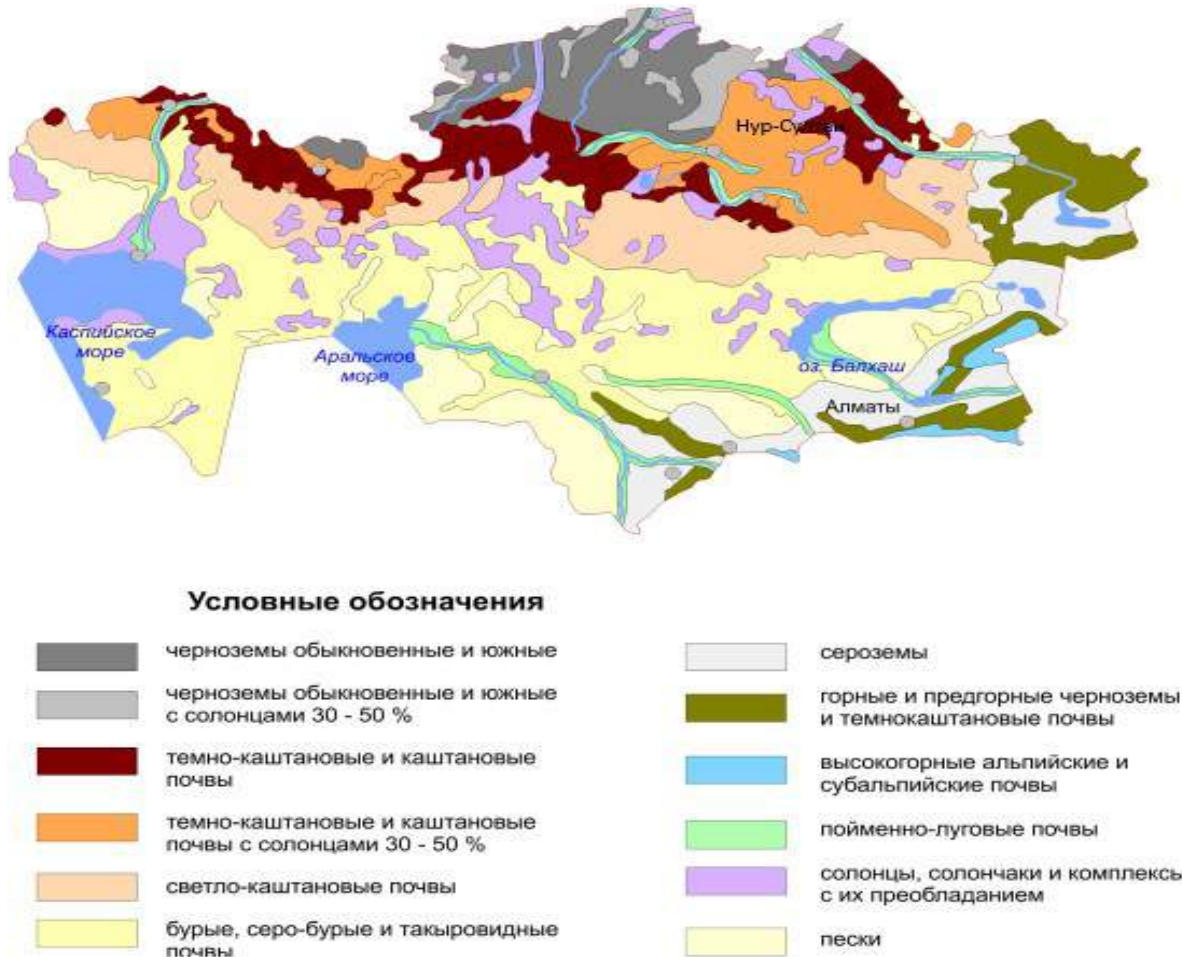 Нур-Султан
Каспийское
море
Аральское
море
оз. Балхаш
Алматы
Условные обозначения
черноземы обыкновенные и южные
черноземы обыкновенные и южные
с солонцами 30 - 50 %
темно-каштановые и каштановые
почвы
темно-каштановые и каштановые
почвы с солонцами 30 - 50 %
светло-каштановые почвы
бурые, серо-бурые и такыровидные
почвы
сероземы
горные и предгорные черноземы
и темнокаштановые почвы
высокогорные альпийские и
субальпийские почвы
пойменно-луговые почвы
солонцы, солончаки и комплексы
с их преобладанием
пески